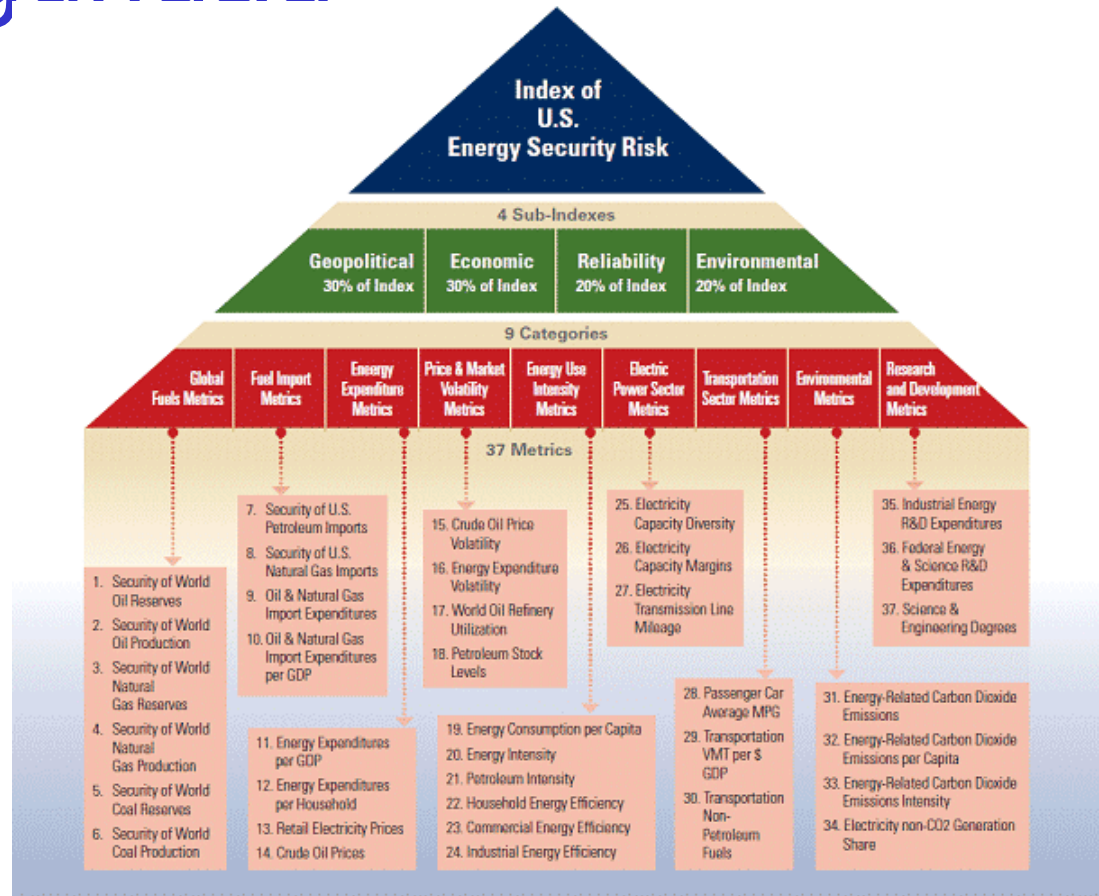 Index of
U.S.
Energy Security Risk
4 Sub-Indexes
Geopolitical
30% of Index
Economic
30% of Index
Reliability
20% of Index
Environmental
20% of Index
9 Categories
Global
Fuels Metrics
Fuel Import
Metrics
Eneergy
Expenditure
Metrics
Price & Market
Volatility
Metrics
Energy Use
Intensity
Metrics
Electric
Power Sector
Metrics
Transportation
Sector Metrics
Environmental
Metrics
Research
and Development
Metrics
37 Metrics
1. Security of World
Oil Reserves
2. Security of World
Oil Production
3. Security of World
Natural
Gas Reserves
4. Security of World
Natural
Gas Production
5. Security of World
Coal Reserves
6. Security of World
Coal Production
7. Security of U.S.
Petroleum Imports
8. Security of U.S.
Natural Gas Imports
9. Oil & Natural Gas
Import Expenditures
10. Oil & Natural Gas
Import Expenditures
per GDP
11. Energy Expenditures
per GDP
12. Energy Expenditures
per Household
13. Retail Electricity Prices
14. Crude Oil Prices
15. Crude Oil Price
Volatility
16. Energy Expenditure
Volatility
17. World Oil Refinery
Utilization
18. Petroleum Stock
Levels
19. Energy Consumption per Capita
20. Energy Intensity
21. Petroleum Intensity
22. Household Energy Efficiency
23. Commercial Energy Efficiency
24. Industrial Energy Efficiency
25. Electricity
Capacity Diversity
26. Electricity
Capacity Margins
27. Electricity
Transmission Line
Mileage
28. Passenger Car
Average MPG
29. Transportation
VMT per $
GDP
30. Transportation
Non-
Petroleum
Fuels
31. Energy-Related Carbon Dioxide
Emissions
32. Energy-Related Carbon Dioxide
Emissions per Capita
33. Energy-Related Carbon Dioxide
Emissions Intensity
34. Electricity non-CO2 Generation
Share
35. Industrial Energy
R&D Expenditures
36. Federal Energy
& Science R&D
Expenditures
37. Science &
Engineering Degrees